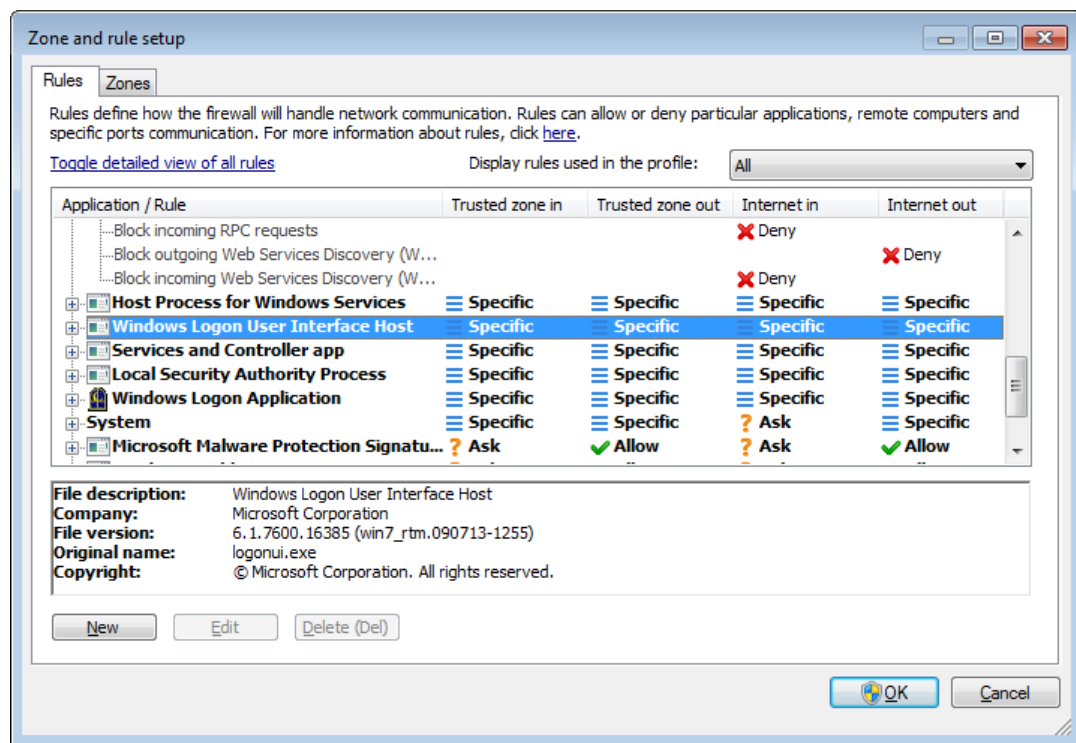 Zone and rule setup
Rules Zones
Rules define how the firewall will handle network communication. Rules can allow or deny particular applications, remote computers and
specific ports communication. For more information about rules, click here.
Toggle detailed view of all rules Display rules used in the profile: All
Application / Rule Trusted zone in Trusted zone out Internet in Internet out
Block incoming RPC requests Deny
Block outgoing Web Services Discovery (W... Deny
Block incoming Web Services Discovery (W... Deny
Host Process for Windows Services Specific Specific Specific Specific
Windows Logon User Interface Host Specific Specific Specific Specific
Services and Controller app Specific Specific Specific Specific
Local Security Authority Process Specific Specific Specific Specific
Windows Logon Application Specific Specific Specific Specific
System Specific Specific Ask Specific
Microsoft Malware Protection Signatu... Ask Allow Ask Allow
File description: Windows Logon User Interface Host
Company: Microsoft Corporation
File version: 6.1.7600.16385 (win7_rtm.090713-1255)
Original name: logonui.exe
Copyright: © Microsoft Corporation. All rights reserved.
New Edit Delete (Del)
OK Cancel